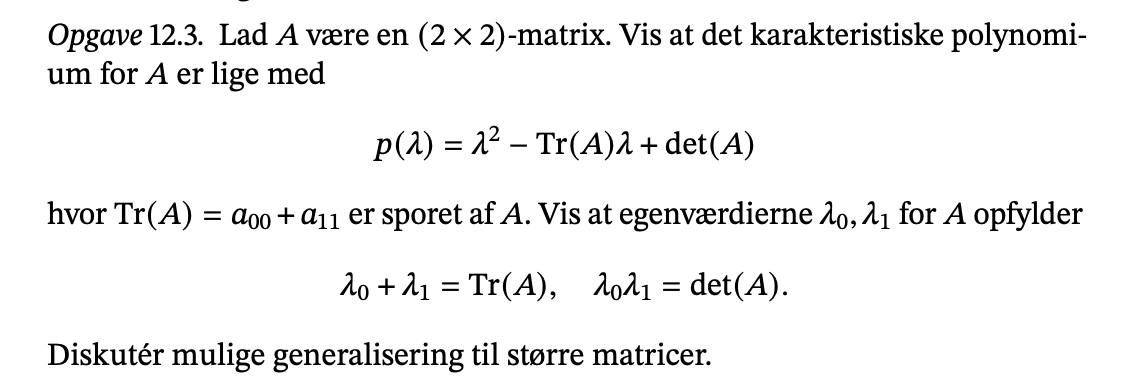 Opgave 12.3. Lad A være en (2 × 2)-matrix. Vis at det karakteristiske polynomi-
um for A er lige med
p(λ) = λ² − Tr(A)λ + det(A)
hvor Tr(A) = a₀₀ + a₁₁ er sporet af A. Vis at egenværdierne λ₀, λ₁ for A opfylder
λ₀ + λ₁ = Tr(A), λ₀λ₁ = det(A).
Diskutér mulige generalisering til større matricer.